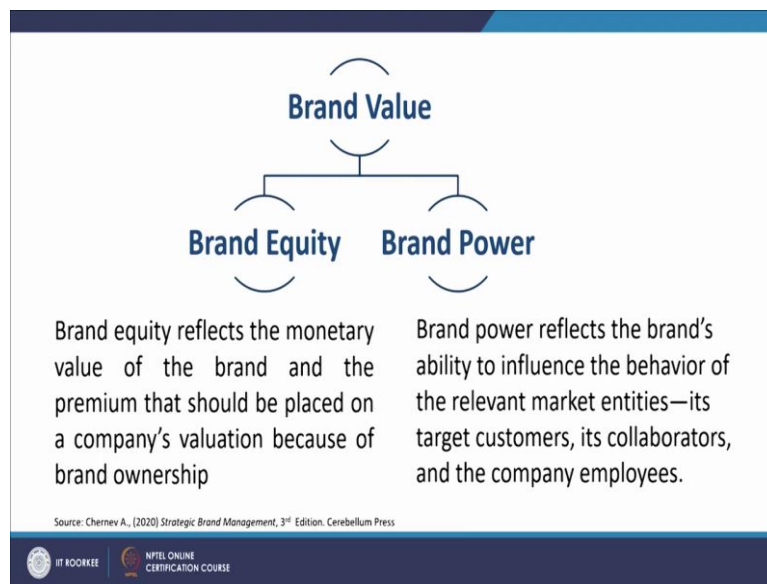 Brand Value
Brand Equity
Brand Power
Brand equity reflects the monetary
value of the brand and the
premium that should be placed on
a company's valuation because of
brand ownership
Brand power reflects the brand's
ability to influence the behavior of
the relevant market entities—its
target customers, its collaborators,
and the company employees.
Source: Chernev A., (2020) Strategic Brand Management, 3rd Edition. Cerebellum Press
IIT ROORKEE
NPTEL ONLINE
CERTIFICATION COURSE